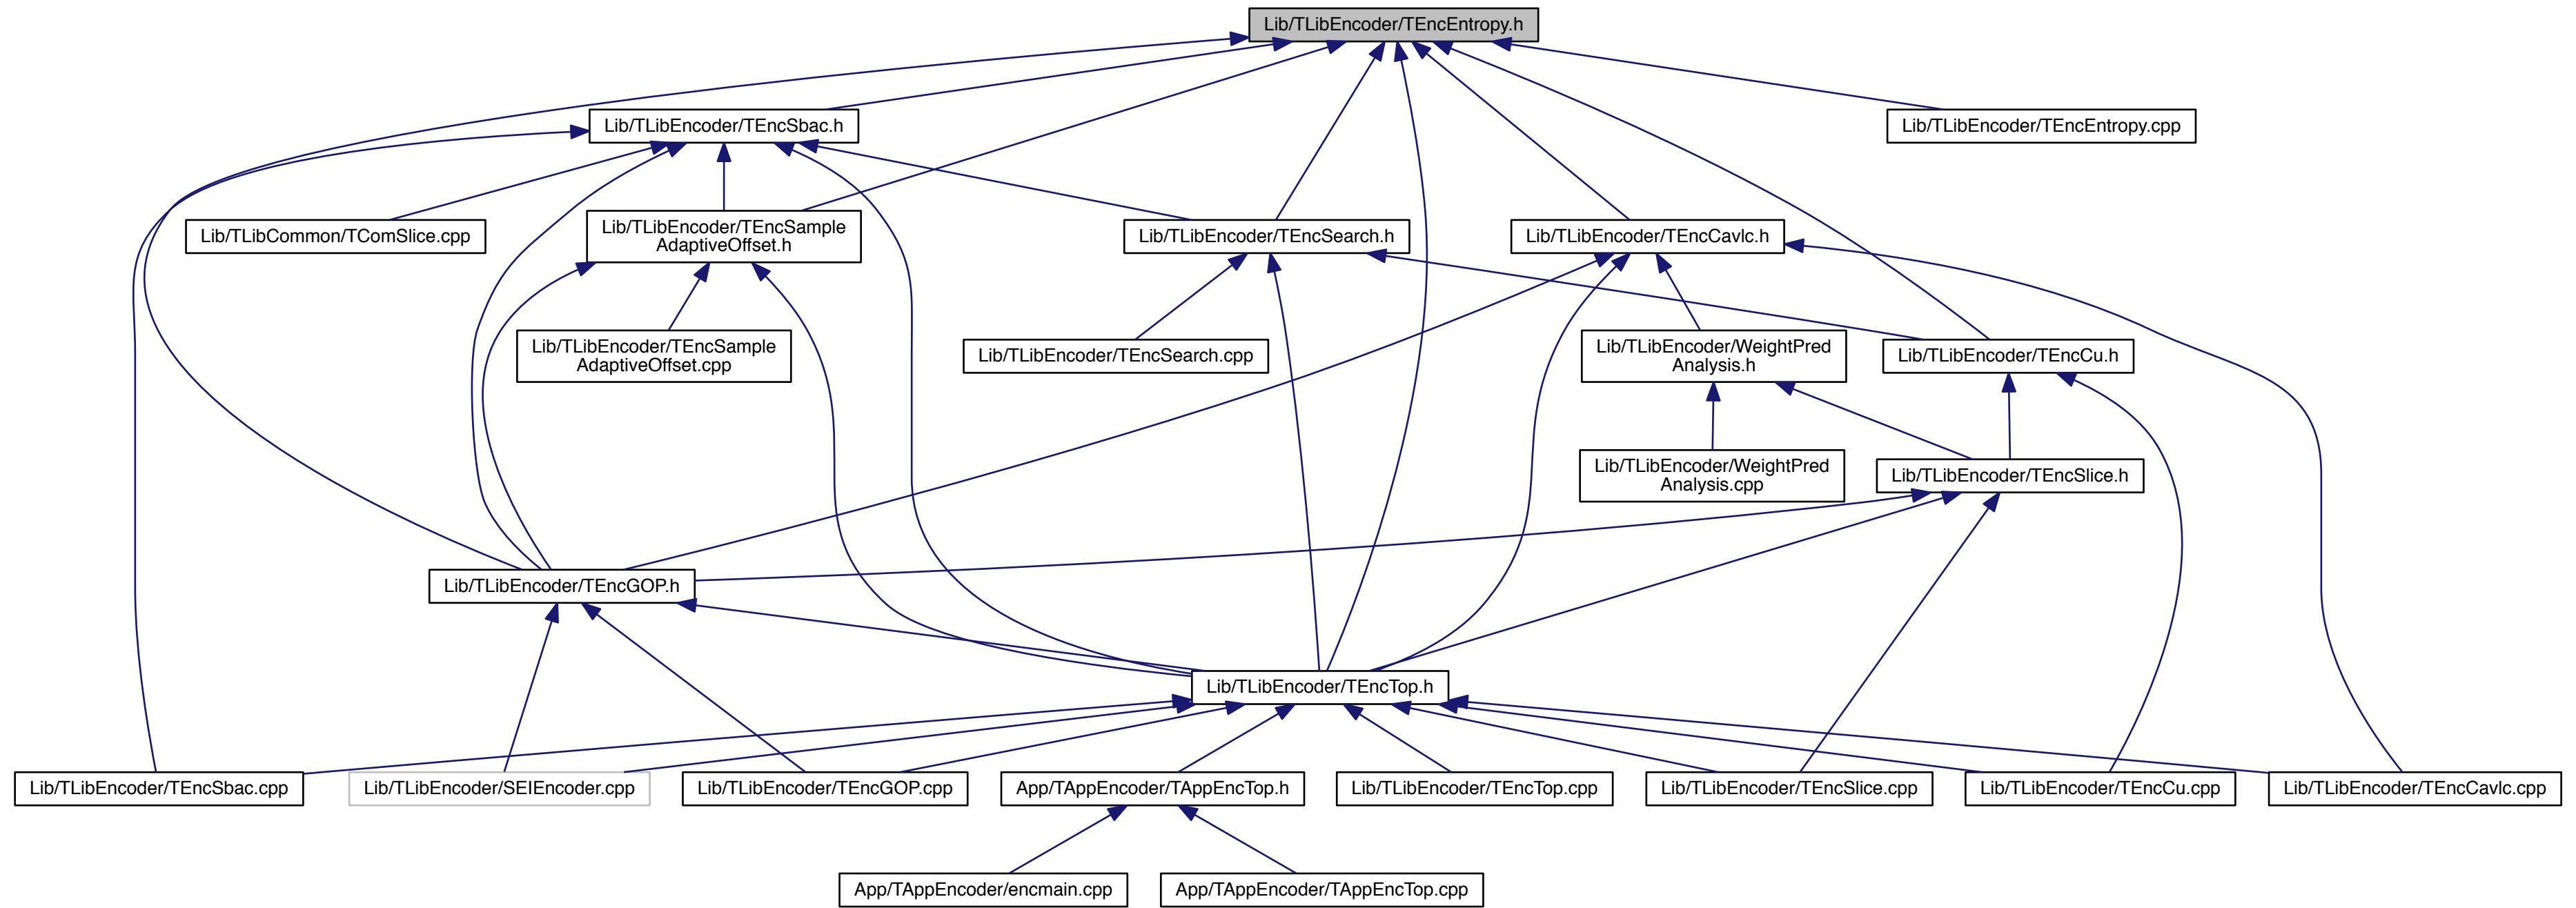 Lib/TLibEncoder/TEncEntropy.h
Lib/TLibEncoder/TEncSbac.h
Lib/TLibEncoder/TEncEntropy.cpp
Lib/TLibCommon/TComSlice.cpp
Lib/TLibEncoder/TEncSample
AdaptiveOffset.h
Lib/TLibEncoder/TEncSearch.h
Lib/TLibEncoder/TEncCavlc.h
Lib/TLibEncoder/TEncSample
AdaptiveOffset.cpp
Lib/TLibEncoder/TEncSearch.cpp
Lib/TLibEncoder/WeightPred
Analysis.h
Lib/TLibEncoder/TEncCu.h
Lib/TLibEncoder/WeightPred
Analysis.cpp
Lib/TLibEncoder/TEncSlice.h
Lib/TLibEncoder/TEncGOP.h
Lib/TLibEncoder/TEncTop.h
Lib/TLibEncoder/TEncSbac.cpp
Lib/TLibEncoder/SEIEncoder.cpp
Lib/TLibEncoder/TEncGOP.cpp
App/TAppEncoder/TAppEncTop.h
Lib/TLibEncoder/TEncTop.cpp
Lib/TLibEncoder/TEncSlice.cpp
Lib/TLibEncoder/TEncCu.cpp
Lib/TLibEncoder/TEncCavlc.cpp
App/TAppEncoder/encmain.cpp
App/TAppEncoder/TAppEncTop.cpp